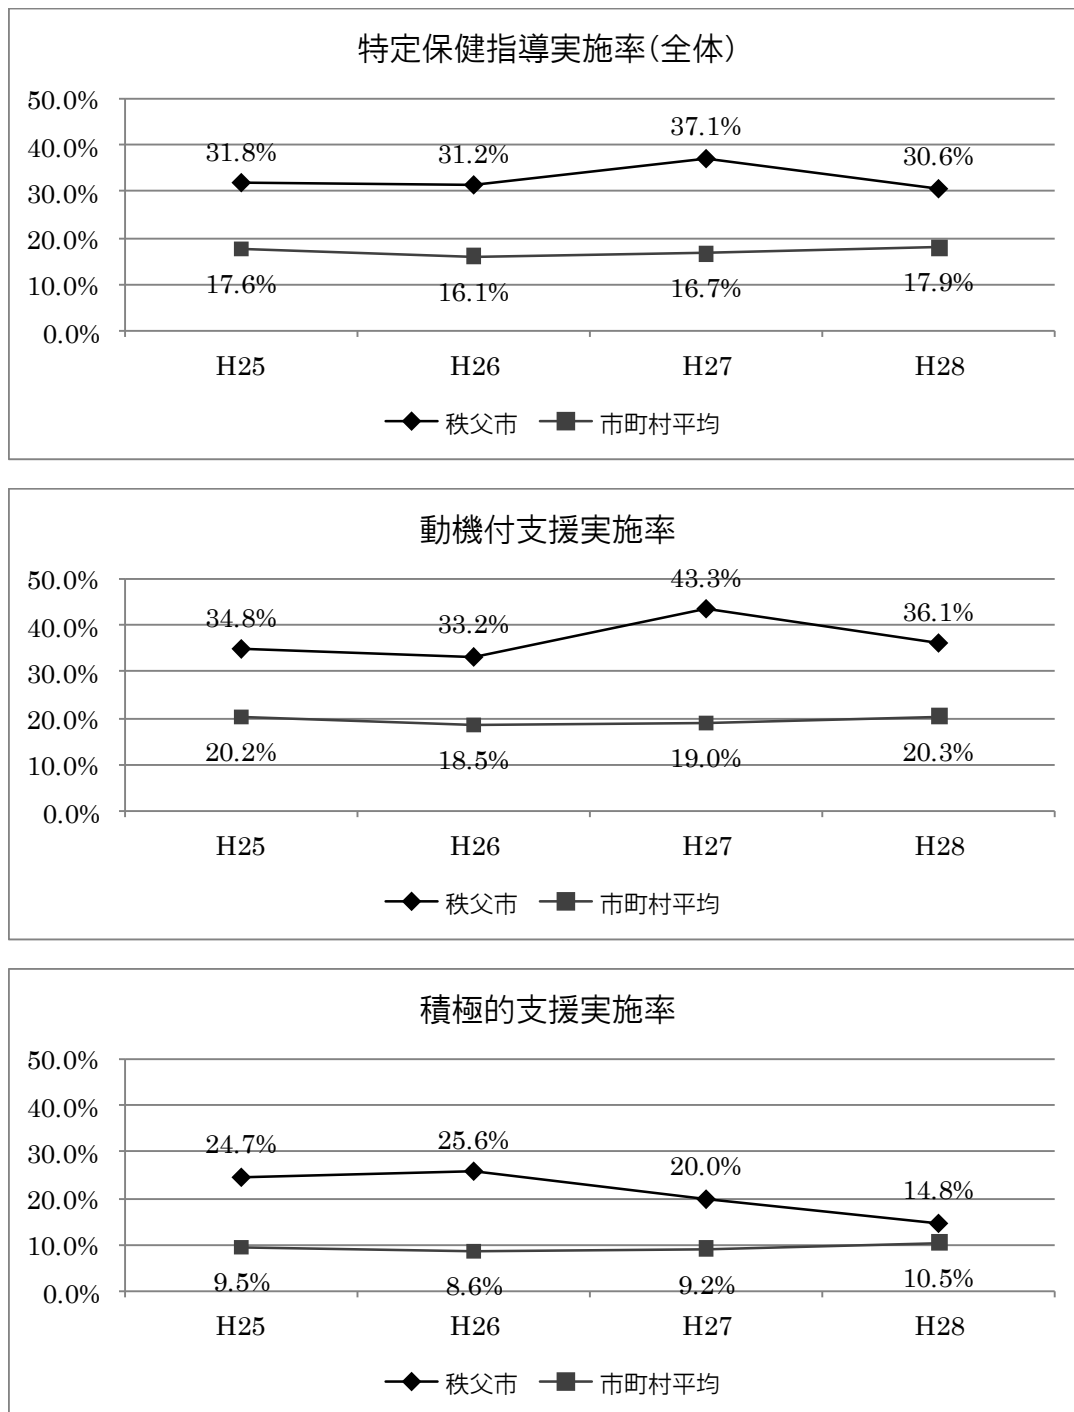 特定保健指導実施率(全体)
50.0%
40.0%
30.0%
20.0%
10.0%
0.0%
31.8%
31.2%
37.1%
30.6%
17.6%
16.1%
16.7%
17.9%
H25
H26
H27
H28
秩父市
市町村平均
動機付支援実施率
50.0%
40.0%
30.0%
20.0%
10.0%
0.0%
34.8%
33.2%
43.3%
36.1%
20.2%
18.5%
19.0%
20.3%
H25
H26
H27
H28
秩父市
市町村平均
積極的支援実施率
50.0%
40.0%
30.0%
20.0%
10.0%
0.0%
24.7%
25.6%
20.0%
14.8%
9.5%
8.6%
9.2%
10.5%
H25
H26
H27
H28
秩父市
市町村平均